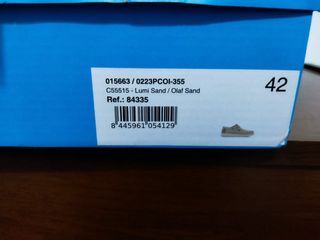 015663 / 0223PCOI-355
C55515 - Lumi Sand / Olaf Sand
Ref.: 84335
42
8 445961 054129